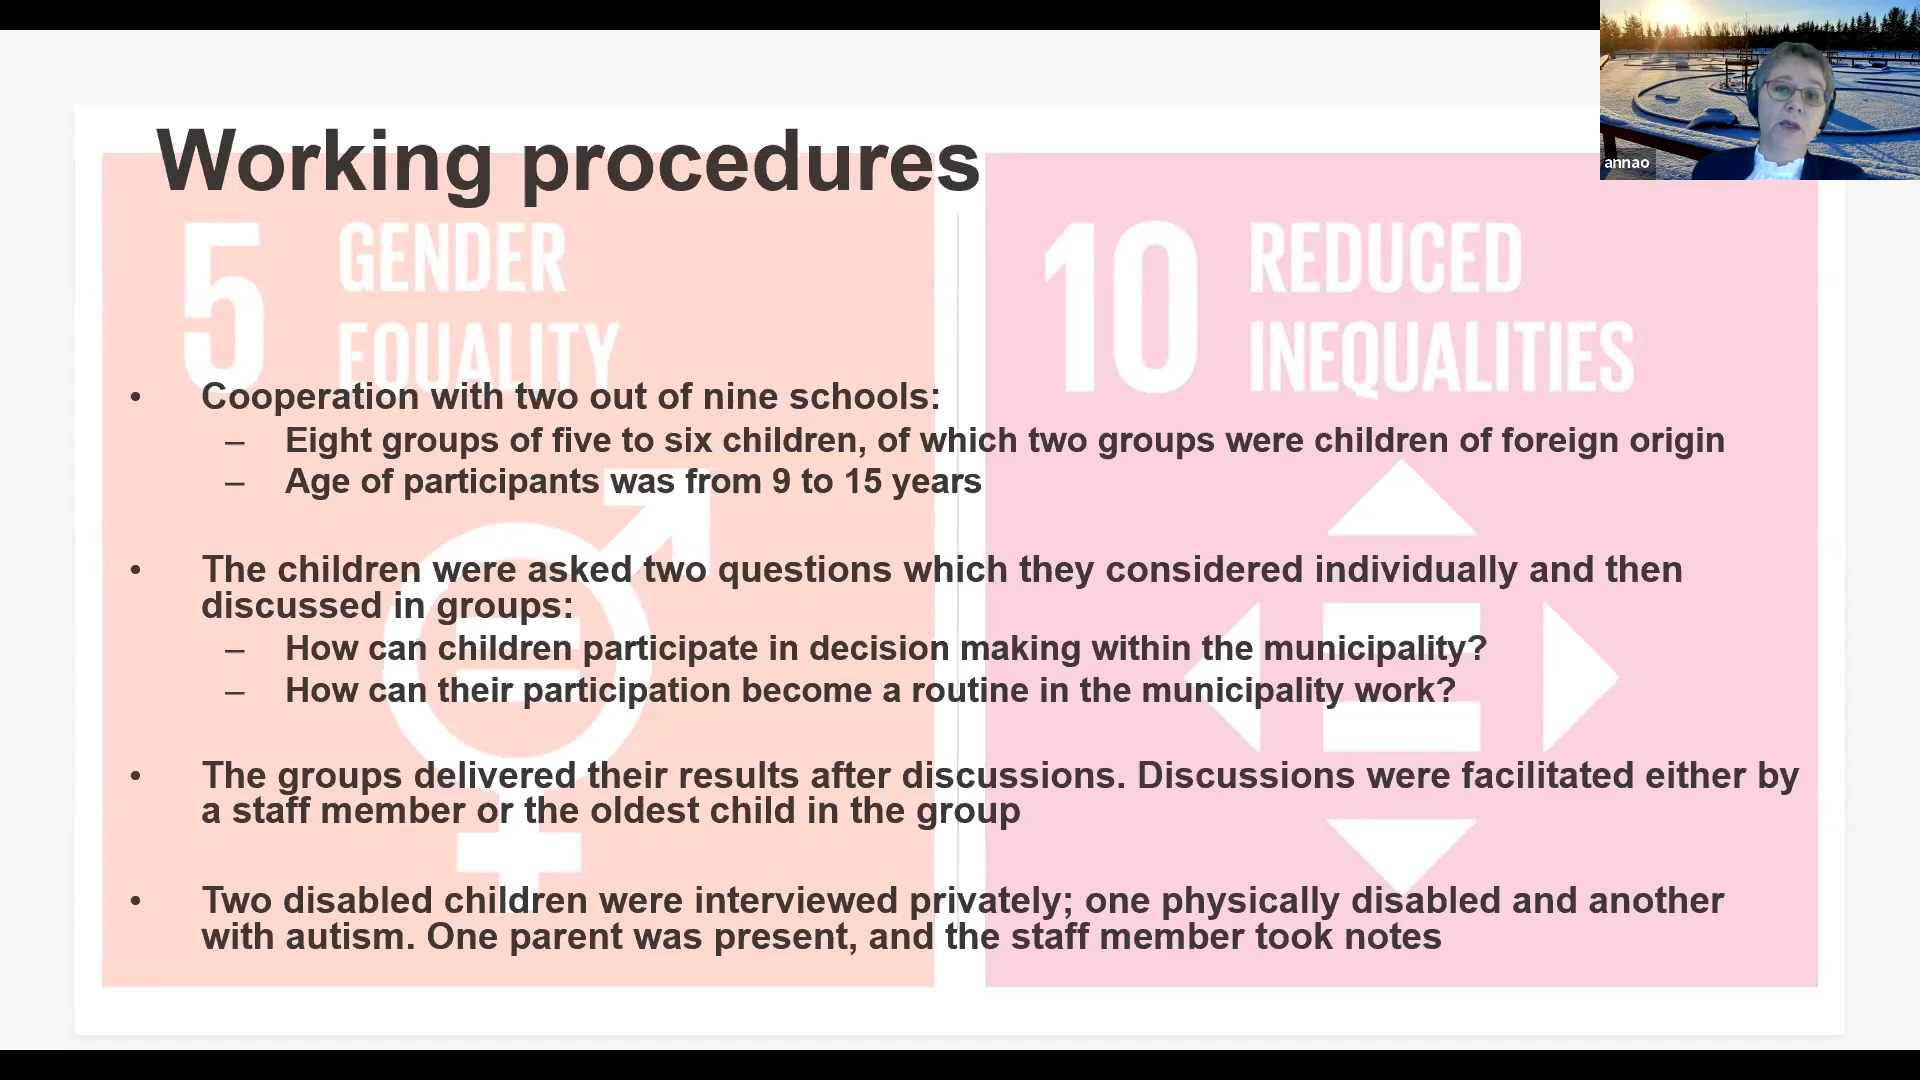 annao
Working procedures
5 GENDER
EQUALITY
10 REDUCED
INEQUALITIES
• Cooperation with two out of nine schools:
– Eight groups of five to six children, of which two groups were children of foreign origin
– Age of participants was from 9 to 15 years
• The children were asked two questions which they considered individually and then
discussed in groups:
– How can children participate in decision making within the municipality?
– How can their participation become a routine in the municipality work?
• The groups delivered their results after discussions. Discussions were facilitated either by
a staff member or the oldest child in the group
• Two disabled children were interviewed privately; one physically disabled and another
with autism. One parent was present, and the staff member took notes